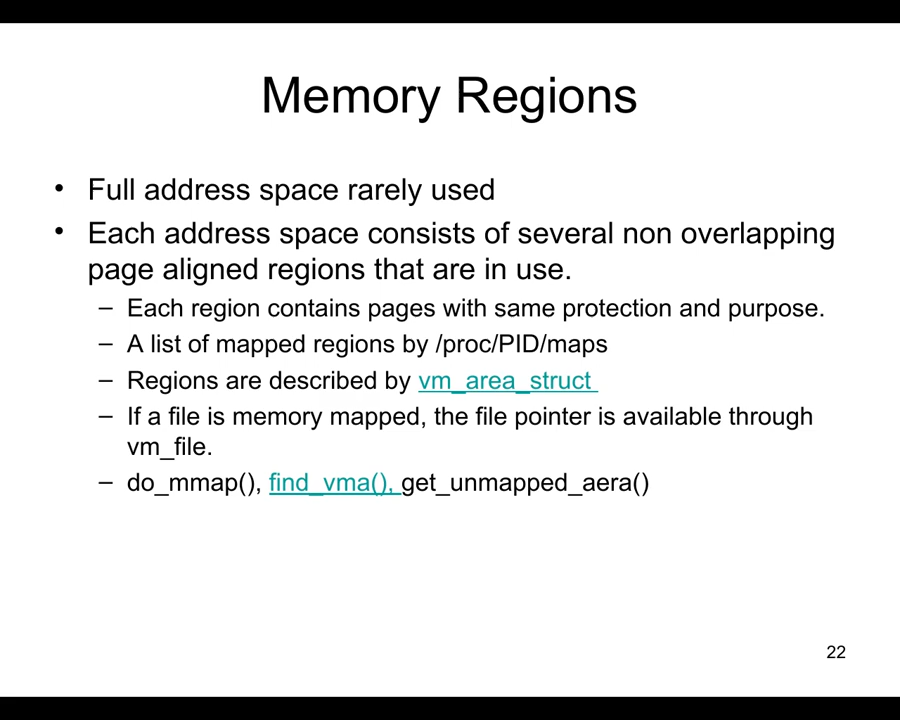 Memory Regions
• Full address space rarely used
• Each address space consists of several non overlapping
page aligned regions that are in use.
– Each region contains pages with same protection and purpose.
– A list of mapped regions by /proc/PID/maps
– Regions are described by vm_area_struct
– If a file is memory mapped, the file pointer is available through
vm_file.
– do_mmap(), find_vma(), get_unmapped_aera()
22